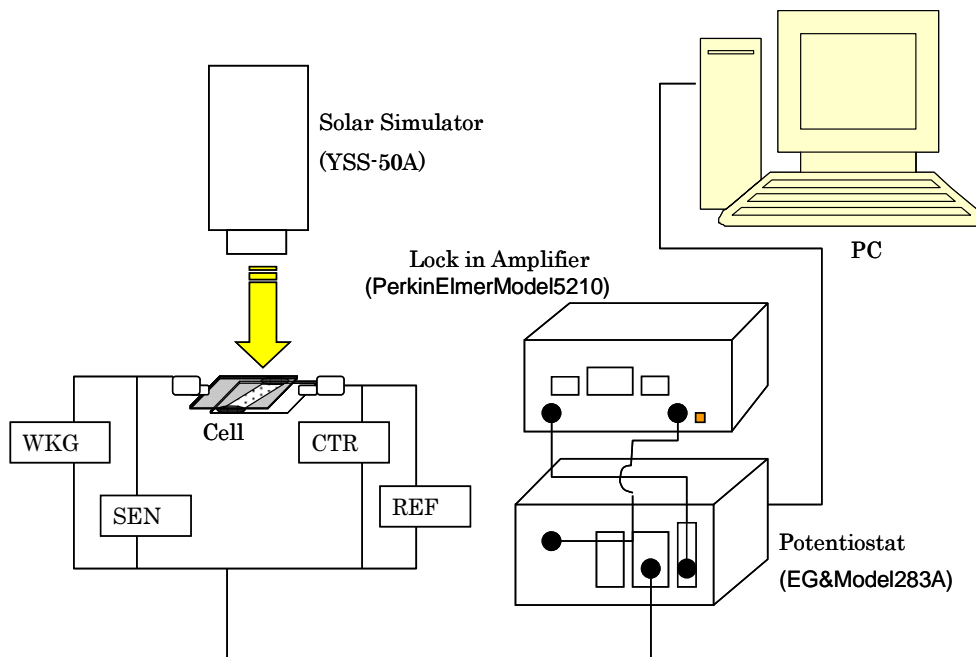 Solar Simulator
(YSS-50A)
Lock in Amplifier
(PerkinElmerModel5210)
PC
Cell
WKG
CTR
SEN
REF
Potentiostat
(EG&Model283A)